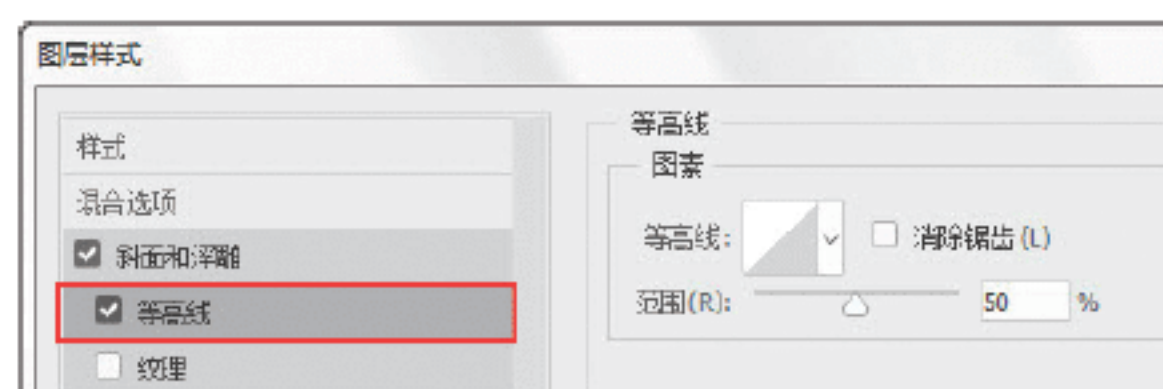 图层样式
样式
混合选项
斜面和浮雕
等高线
纹理
等高线
图素
等高线: 消除锯齿 (L)
范围(R): 50 %